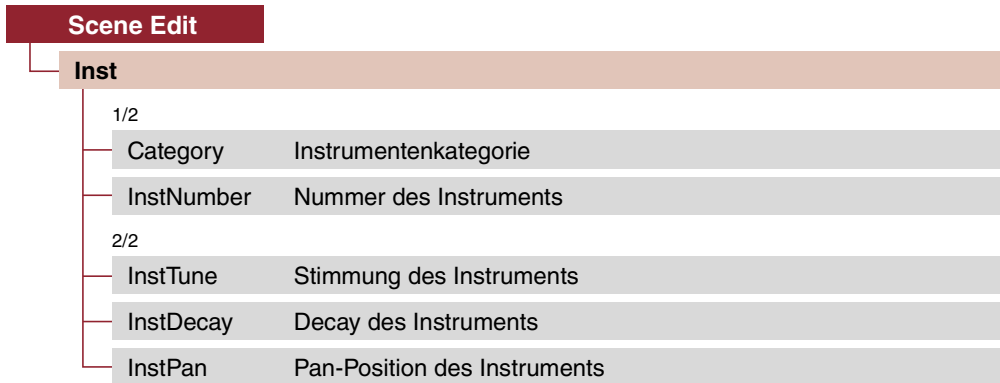 Scene Edit
Inst
1/2
Category Instrumentenkategorie
InstNumber Nummer des Instruments
2/2
InstTune Stimmung des Instruments
InstDecay Decay des Instruments
InstPan Pan-Position des Instruments